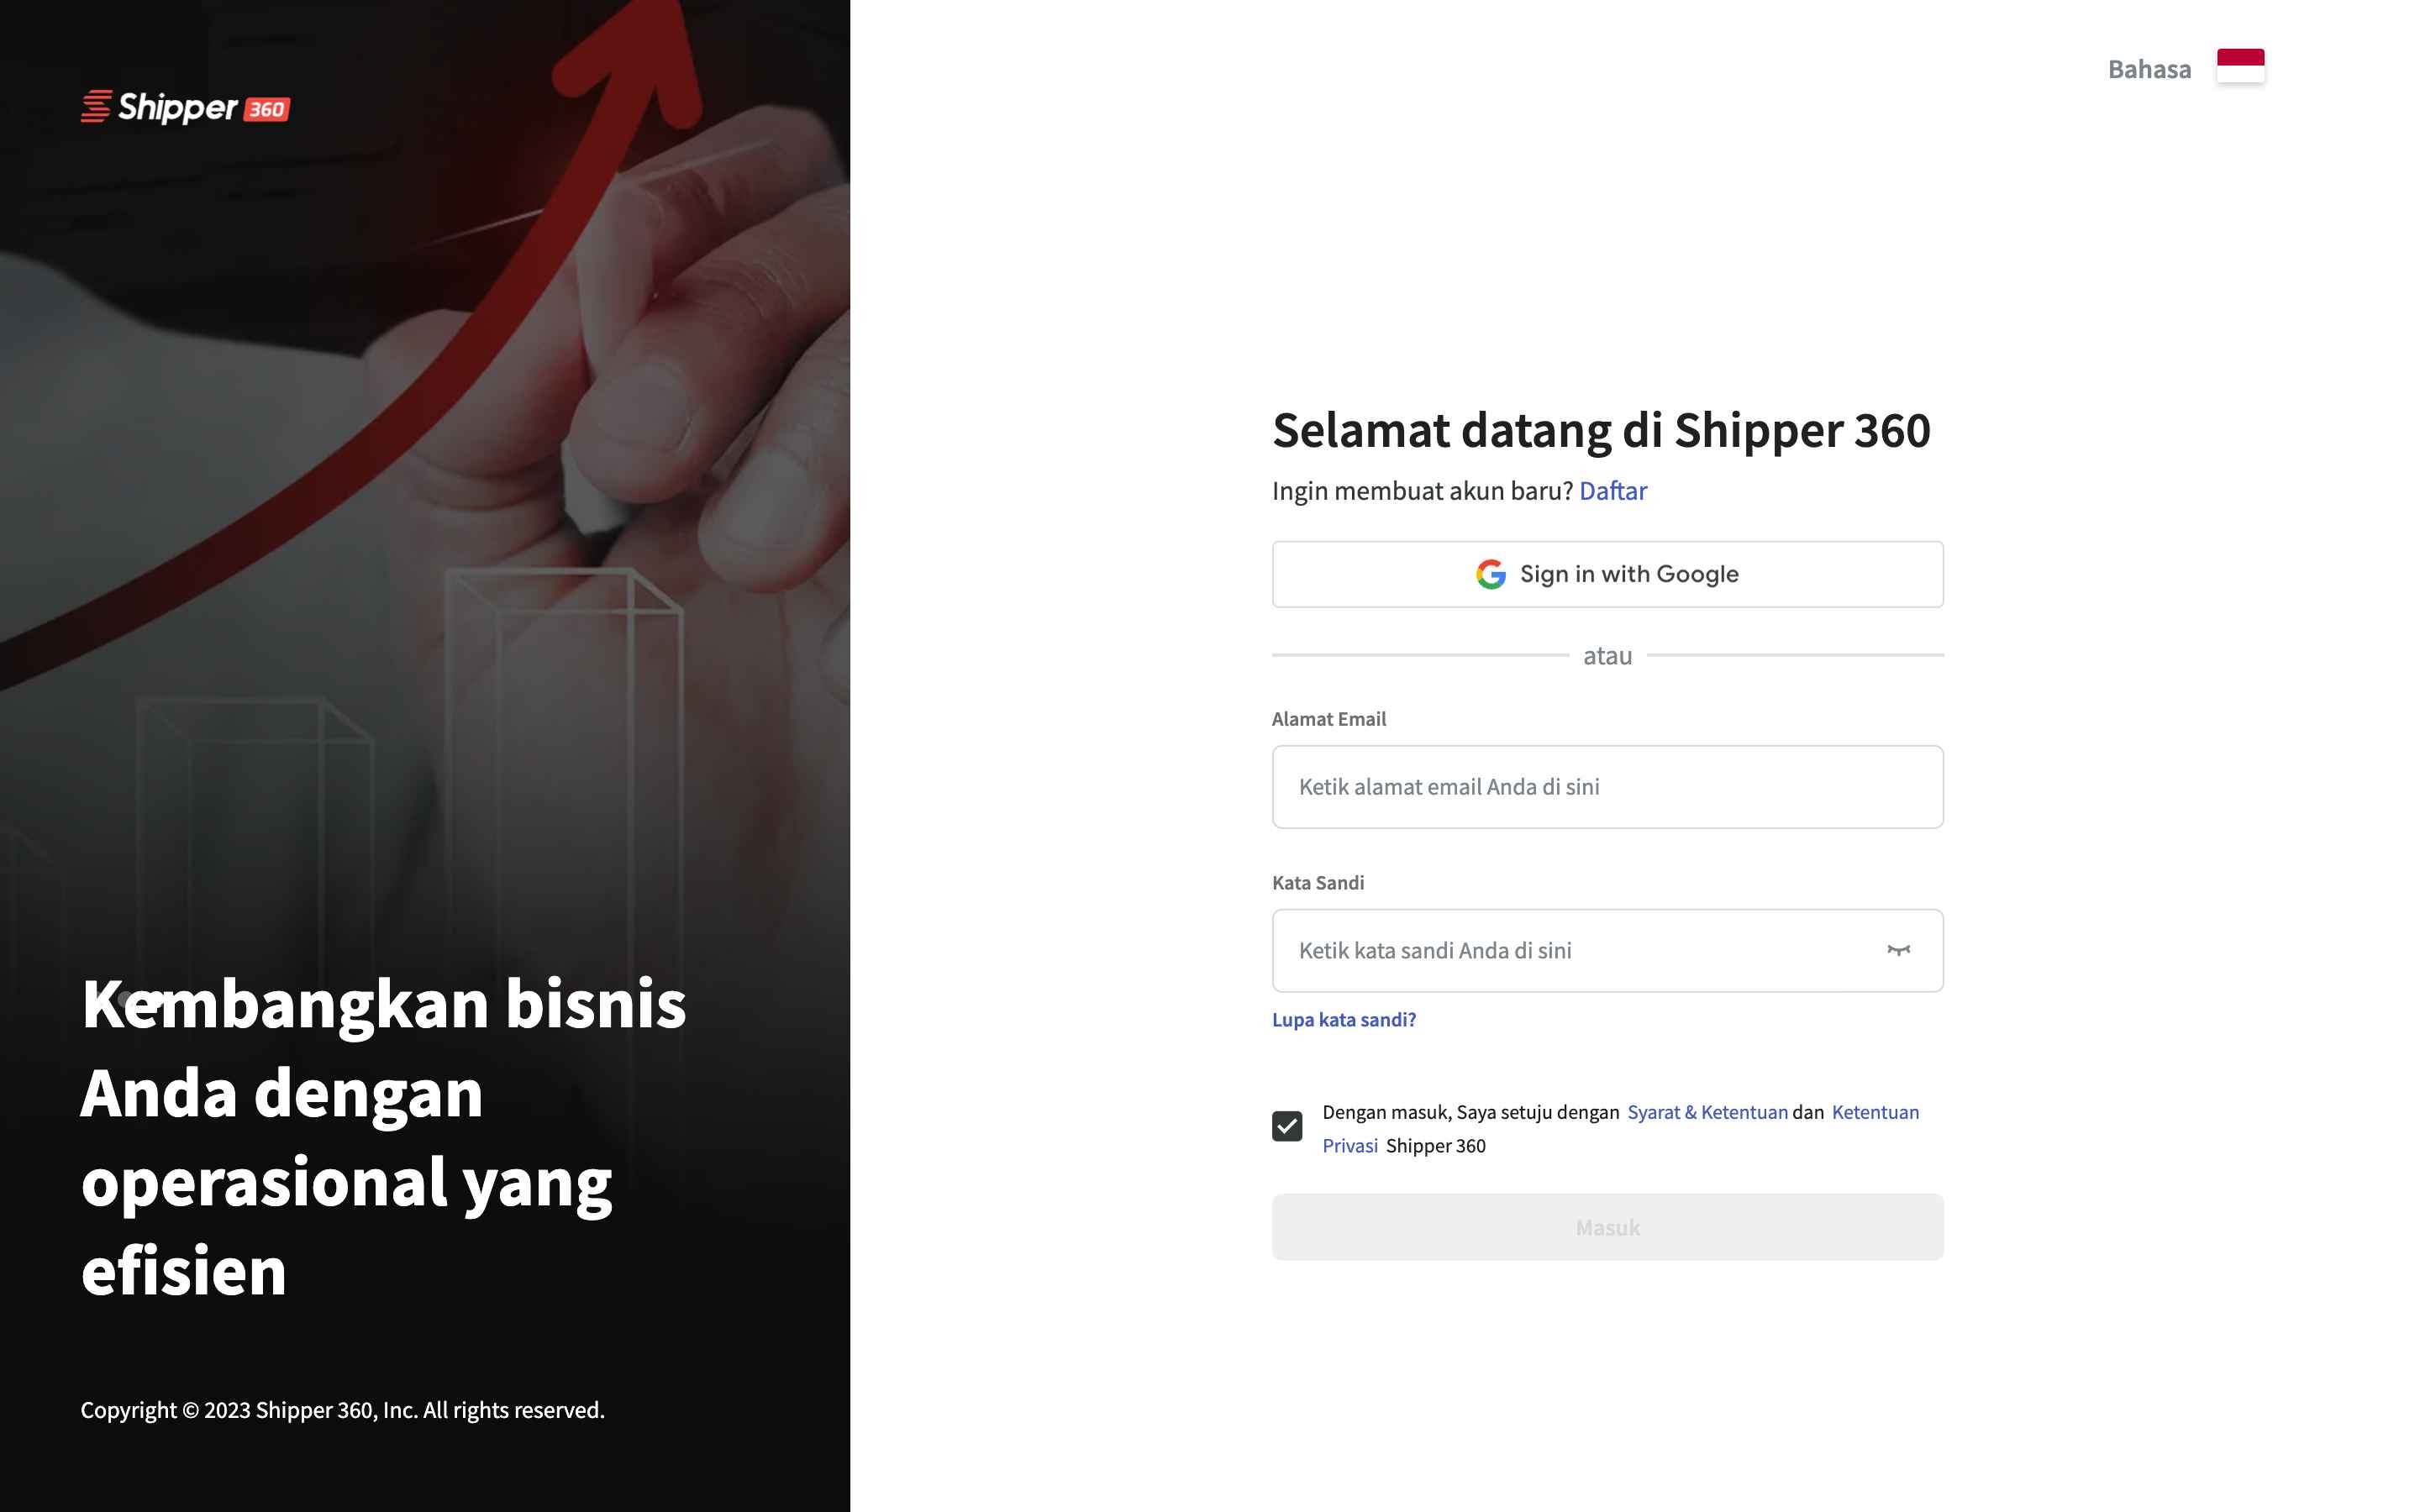 Shipper 360
Kembangkan bisnis
Anda dengan
operasional yang
efisien
Copyright © 2023 Shipper 360, Inc. All rights reserved.
Bahasa
Selamat datang di Shipper 360
Ingin membuat akun baru? Daftar
Sign in with Google
atau
Alamat Email
Ketik alamat email Anda di sini
Kata Sandi
Ketik kata sandi Anda di sini
Lupa kata sandi?
Dengan masuk, Saya setuju dengan Syarat & Ketentuan dan Ketentuan
Privasi Shipper 360
Masuk